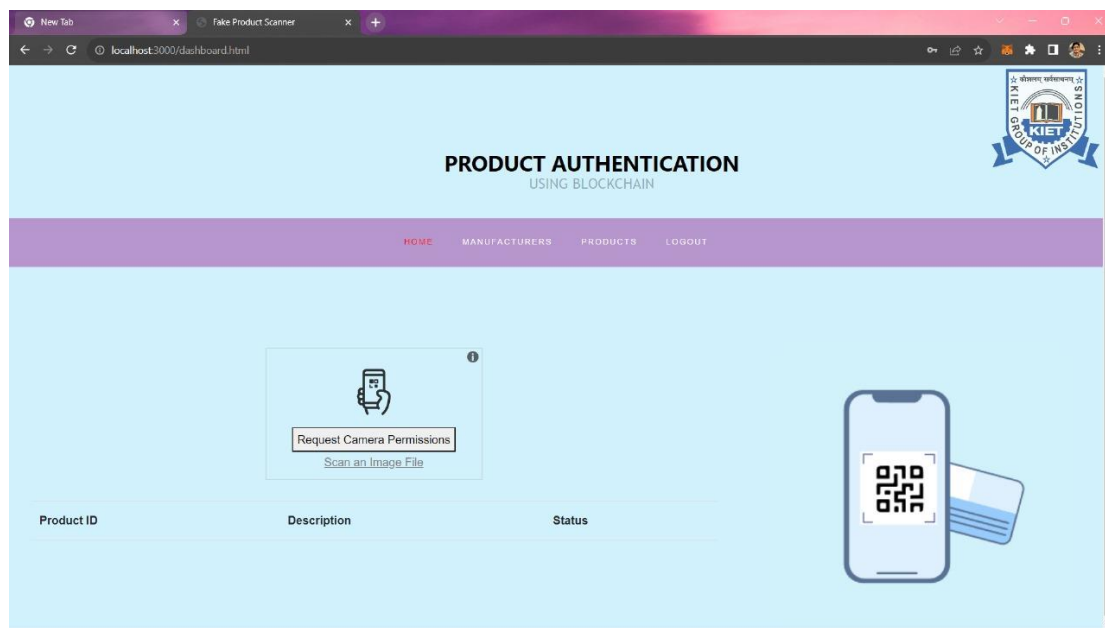 New Tab
Fake Product Scanner
localhost:3000/dashboard.html
KIET
GROUP OF INSTITUTIONS
KIET
PRODUCT AUTHENTICATION
USING BLOCKCHAIN
HOME MANUFACTURERS PRODUCTS LOGOUT
Request Camera Permissions
Scan an Image File
Product ID Description Status